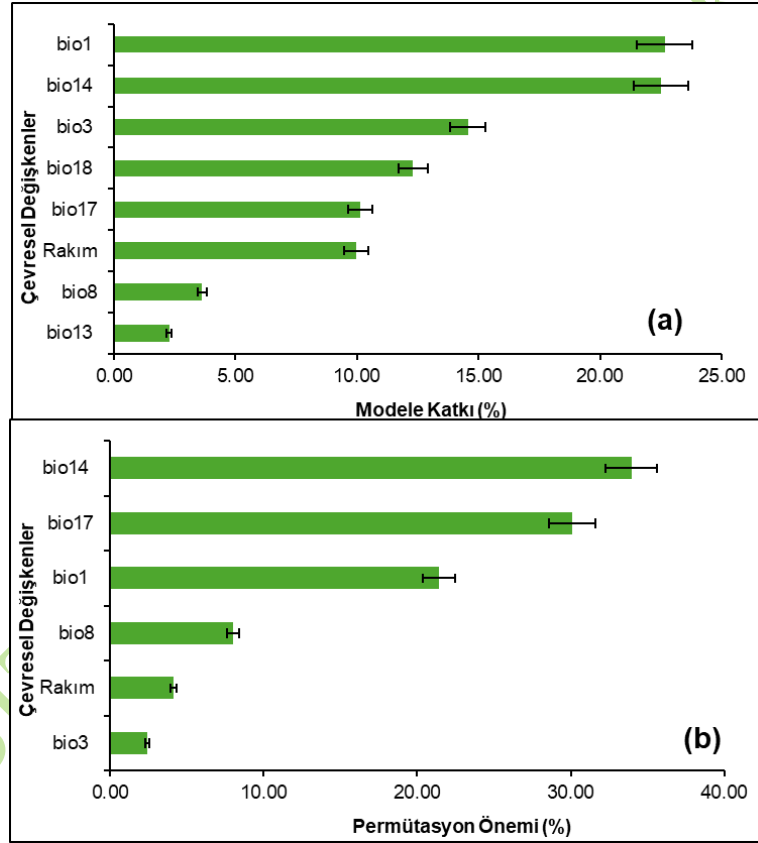 Çevresel Değişkenler
bio1
bio14
bio3
bio18
bio17
Rakım
bio8
bio13
(a)
0.00 5.00 10.00 15.00 20.00 25.00
Modele Katkı (%)
Çevresel Değişkenler
bio14
bio17
bio1
bio8
Rakım
bio3
(b)
0.00 10.00 20.00 30.00 40.00
Permütasyon Önemi (%)